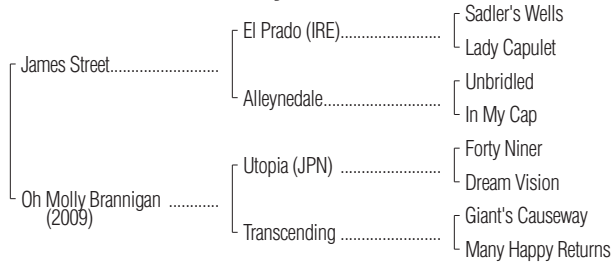 Sadler's Wells
El Prado (IRE)......................
Lady Capulet
James Street........................
Unbridled
Alleynedale..........................
In My Cap
Forty Niner
Utopia (JPN) ......................
Dream Vision
Oh Molly Brannigan ...........
(2009)
Giant's Causeway
Transcending ......................
Many Happy Returns